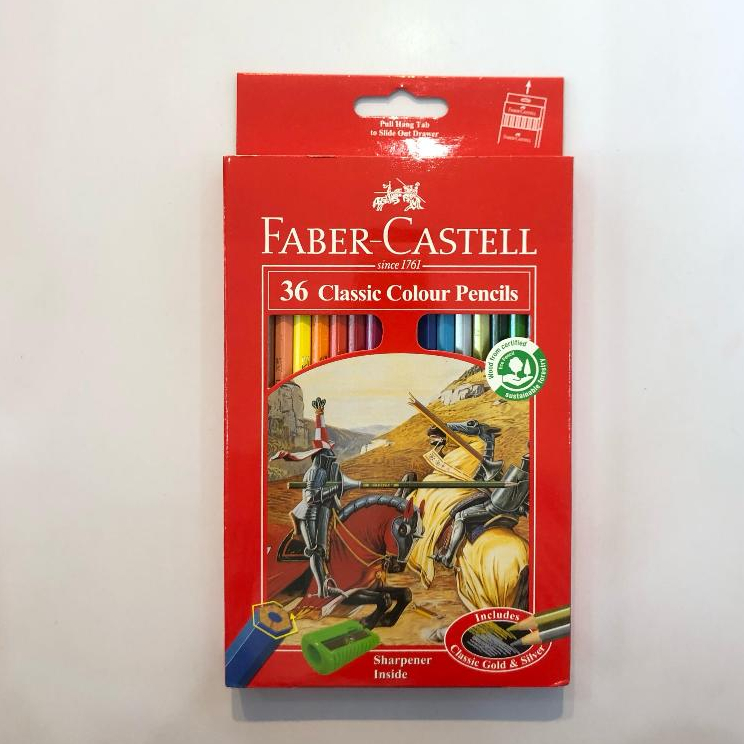 Pull Hang Tab
to Slide Out Drawer
FABER-CASTELL
since 1761
36 Classic Colour Pencils
Wood from certified
sustainable forestry
Includes
Classic Gold & Silver
Sharpener
Inside